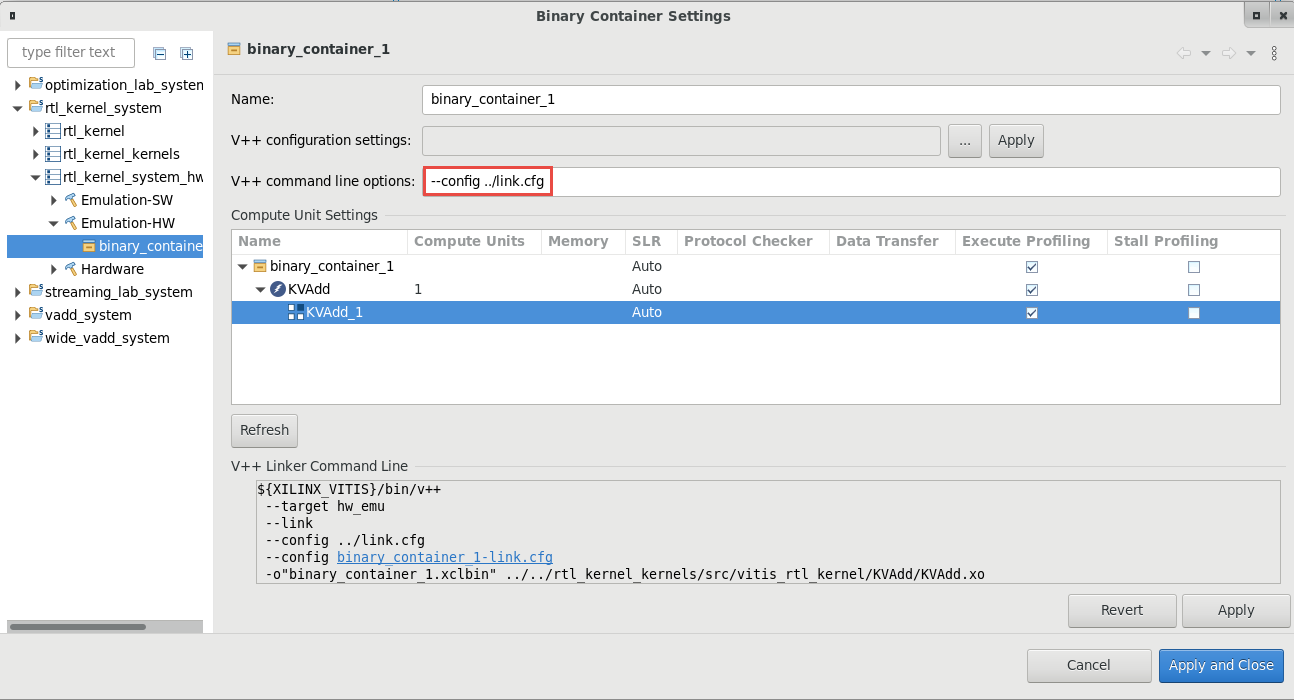 Binary Container Settings
type filter text
optimization_lab_system
rtl_kernel_system
rtl_kernel
rtl_kernel_kernels
rtl_kernel_system_hw
Emulation-SW
Emulation-HW
binary_containe
Hardware
streaming_lab_system
vadd_system
wide_vadd_system
binary_container_1
Name: binary_container_1
V++ configuration settings: ... Apply
V++ command line options: --config ../link.cfg
Compute Unit Settings
Name Compute Units Memory SLR Protocol Checker Data Transfer Execute Profiling Stall Profiling
binary_container_1 Auto
KVAdd 1 Auto
KVAdd_1 Auto
Refresh
V++ Linker Command Line
${XILINX_VITIS}/bin/v++
--target hw_emu
--link
--config ../link.cfg
--config binary_container_1-link.cfg
-o"binary_container_1.xclbin" ../../rtl_kernel_kernels/src/vitis_rtl_kernel/KVAdd/KVAdd.xo
Revert Apply
Cancel Apply and Close